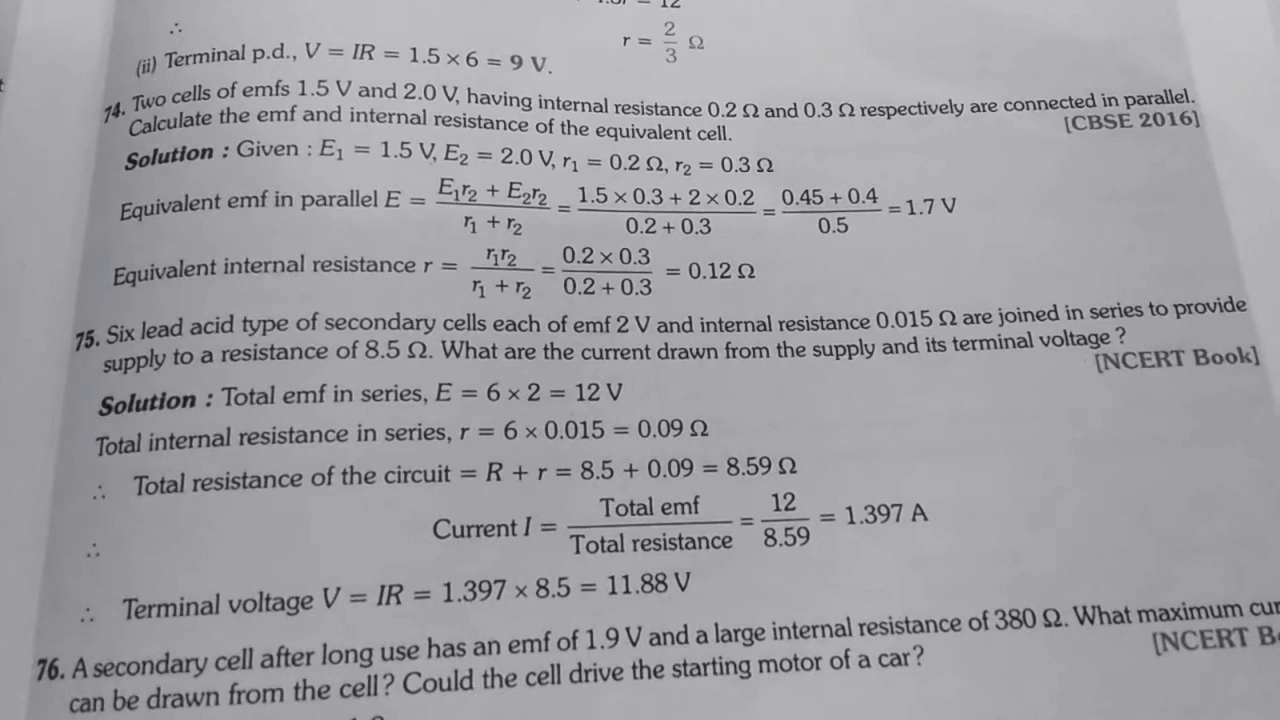 = 12
∴ r = 2/3 Ω
(ii) Terminal p.d., V = IR = 1.5 × 6 = 9 V.
74. Two cells of emfs 1.5 V and 2.0 V, having internal resistance 0.2 Ω and 0.3 Ω respectively are connected in parallel.
Calculate the emf and internal resistance of the equivalent cell. [CBSE 2016]
Solution : Given : E₁ = 1.5 V, E₂ = 2.0 V, r₁ = 0.2 Ω, r₂ = 0.3 Ω
Equivalent emf in parallel E = (E₁r₂ + E₂r₂)/(r₁ + r₂) = (1.5 × 0.3 + 2 × 0.2)/(0.2 + 0.3) = (0.45 + 0.4)/0.5 = 1.7 V
Equivalent internal resistance r = r₁r₂/(r₁ + r₂) = (0.2 × 0.3)/(0.2 + 0.3) = 0.12 Ω
75. Six lead acid type of secondary cells each of emf 2 V and internal resistance 0.015 Ω are joined in series to provide
supply to a resistance of 8.5 Ω. What are the current drawn from the supply and its terminal voltage ?
[NCERT Book]
Solution : Total emf in series, E = 6 × 2 = 12 V
Total internal resistance in series, r = 6 × 0.015 = 0.09 Ω
∴ Total resistance of the circuit = R + r = 8.5 + 0.09 = 8.59 Ω
∴ Current I = Total emf/Total resistance = 12/8.59 = 1.397 A
∴ Terminal voltage V = IR = 1.397 × 8.5 = 11.88 V
76. A secondary cell after long use has an emf of 1.9 V and a large internal resistance of 380 Ω. What maximum cur
can be drawn from the cell? Could the cell drive the starting motor of a car? [NCERT B